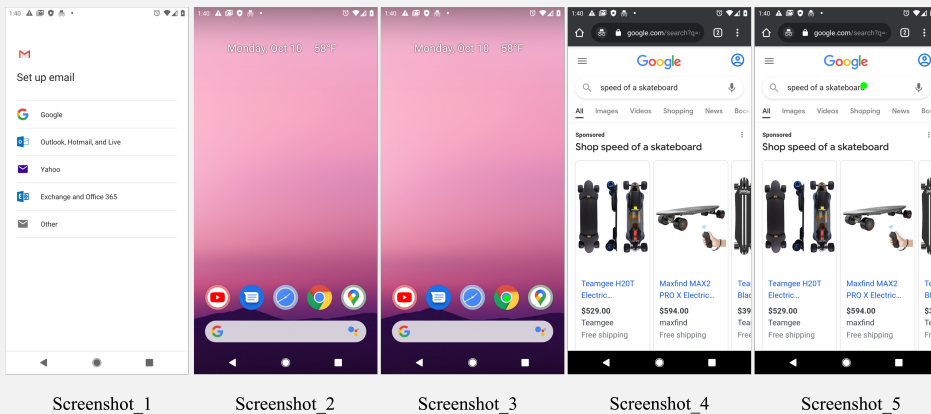 1:40
Set up email
Google
Outlook, Hotmail, and Live
Yahoo
Exchange and Office 365
Other
Screenshot_1
1:40
Monday, Oct 10 58°F
Screenshot_2
1:40
Monday, Oct 10 58°F
Screenshot_3
1:40
google.com/search?q=
2
Google
speed of a skateboard
All Images Videos Shopping News
Sponsored
Shop speed of a skateboard
Teamgee H20T
Electric...
$529.00
Teamgee
Free shipping
Maxfind MAX2
PRO X Electric...
$594.00
maxfind
Free shipping
Screenshot_4
1:40
google.com/search?q=
2
Google
speed of a skateboard
All Images Videos Shopping News
Sponsored
Shop speed of a skateboard
Teamgee H20T
Electric...
$529.00
Teamgee
Free shipping
Maxfind MAX2
PRO X Electric...
$594.00
maxfind
Free shipping
Screenshot_5